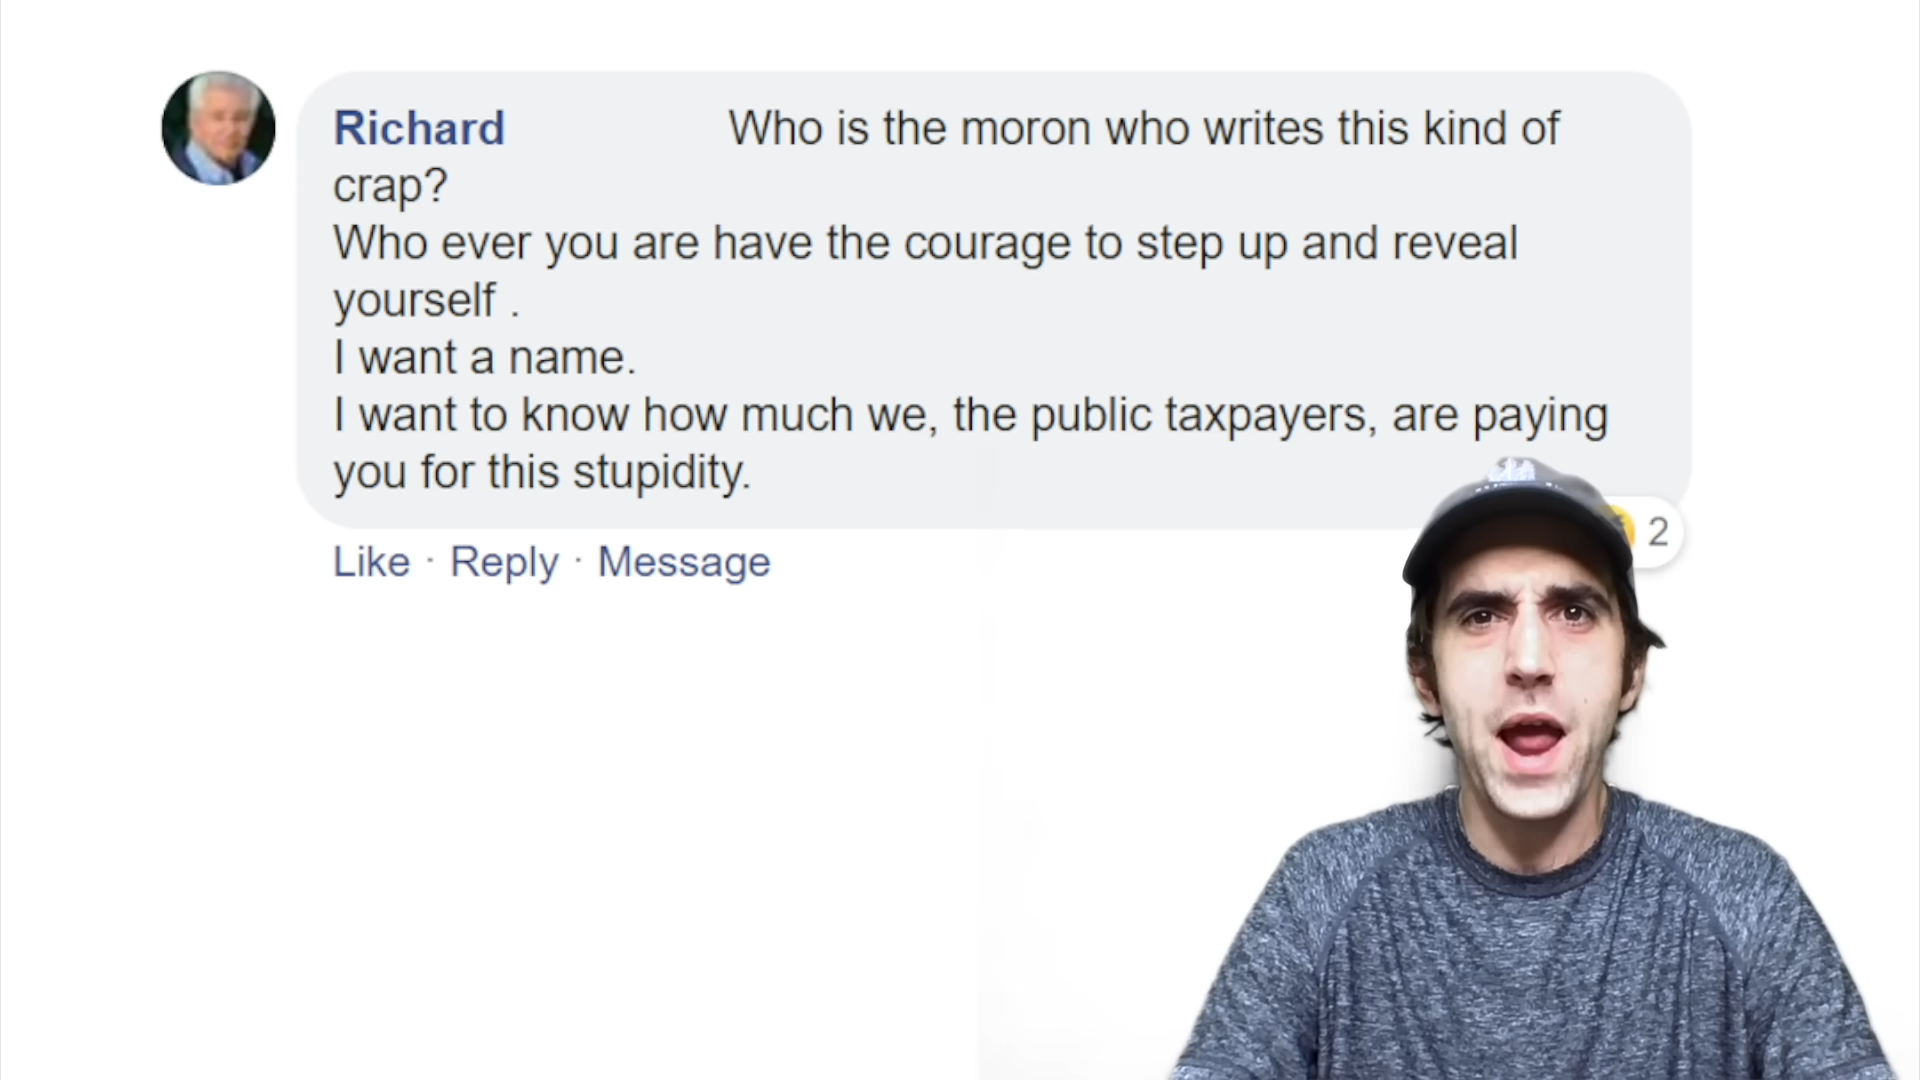 Richard Who is the moron who writes this kind of
crap?
Who ever you are have the courage to step up and reveal
yourself .
I want a name.
I want to know how much we, the public taxpayers, are paying
you for this stupidity.
2
Like · Reply · Message